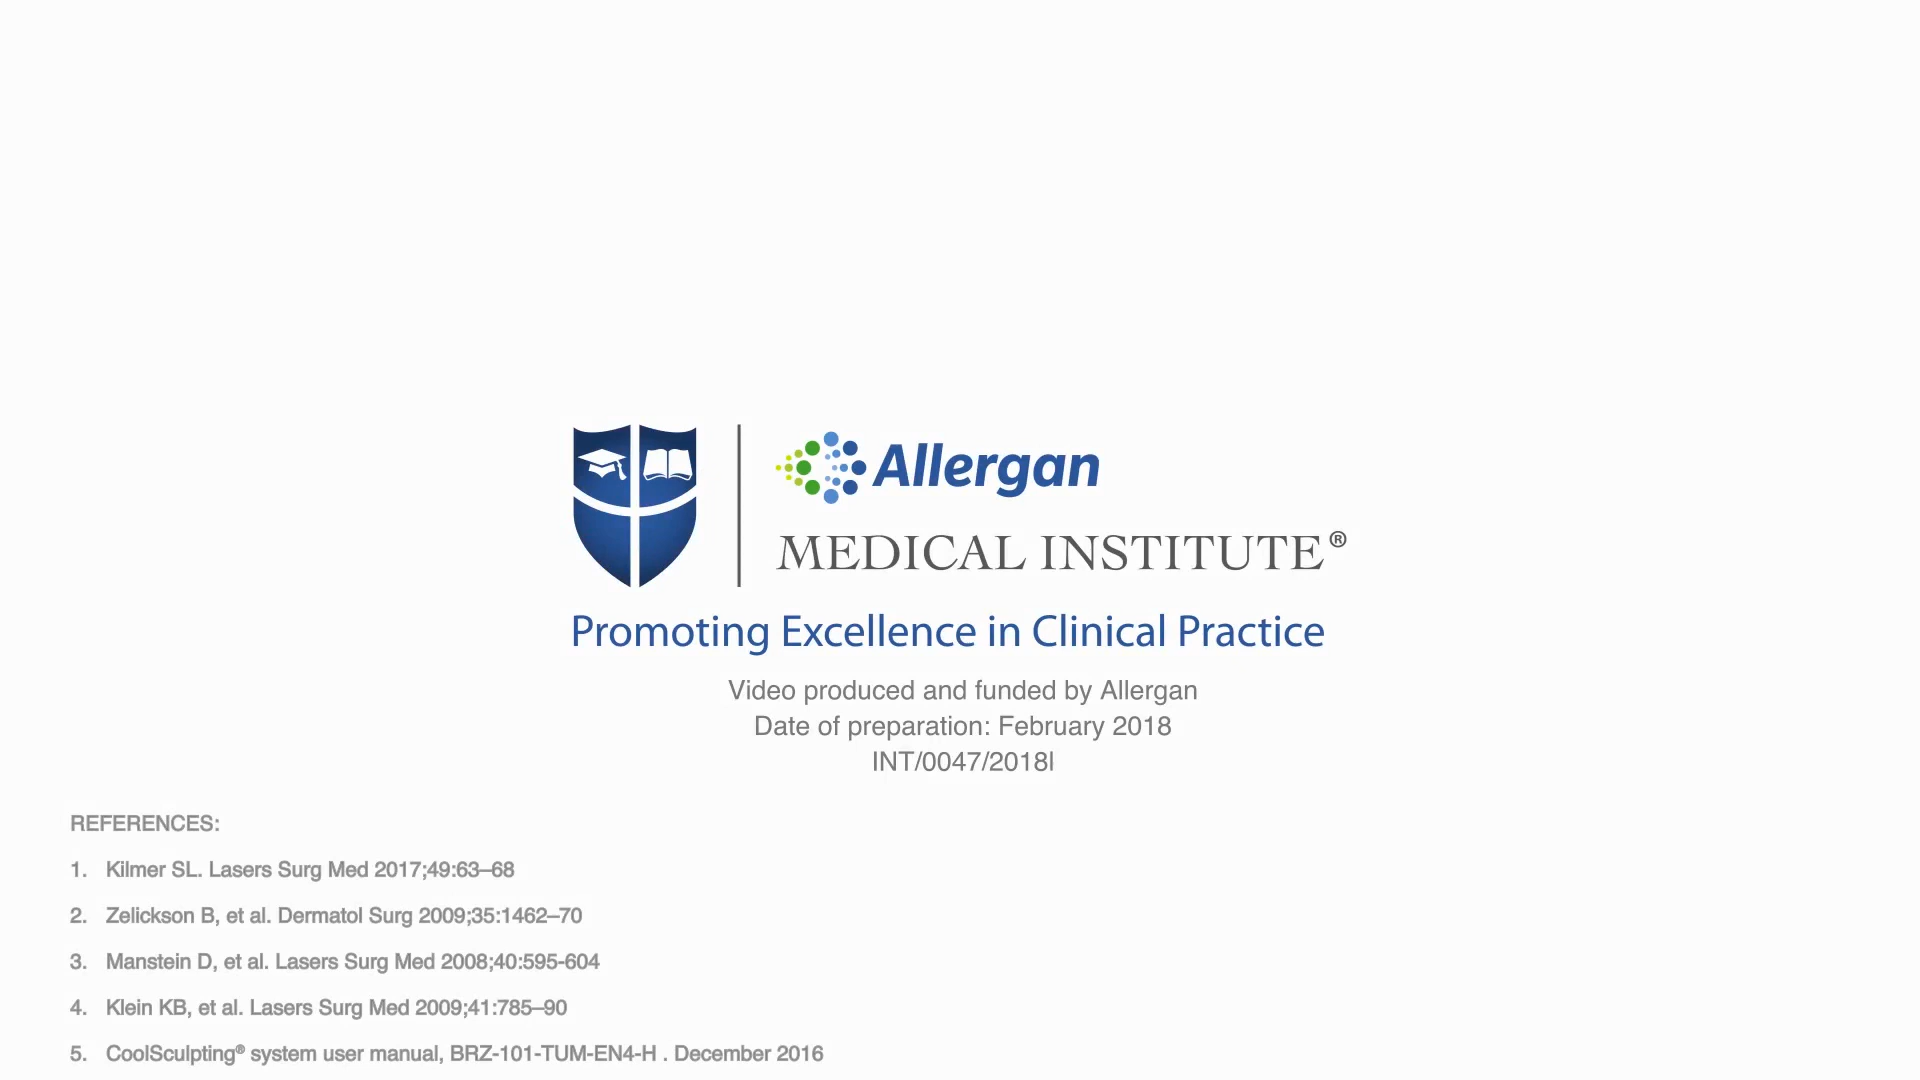 Allergan
MEDICAL INSTITUTE®
Promoting Excellence in Clinical Practice
Video produced and funded by Allergan
Date of preparation: February 2018
INT/0047/2018l
REFERENCES:
1. Kilmer SL. Lasers Surg Med 2017;49:63–68
2. Zelickson B, et al. Dermatol Surg 2009;35:1462–70
3. Manstein D, et al. Lasers Surg Med 2008;40:595-604
4. Klein KB, et al. Lasers Surg Med 2009;41:785–90
5. CoolSculpting® system user manual, BRZ-101-TUM-EN4-H . December 2016